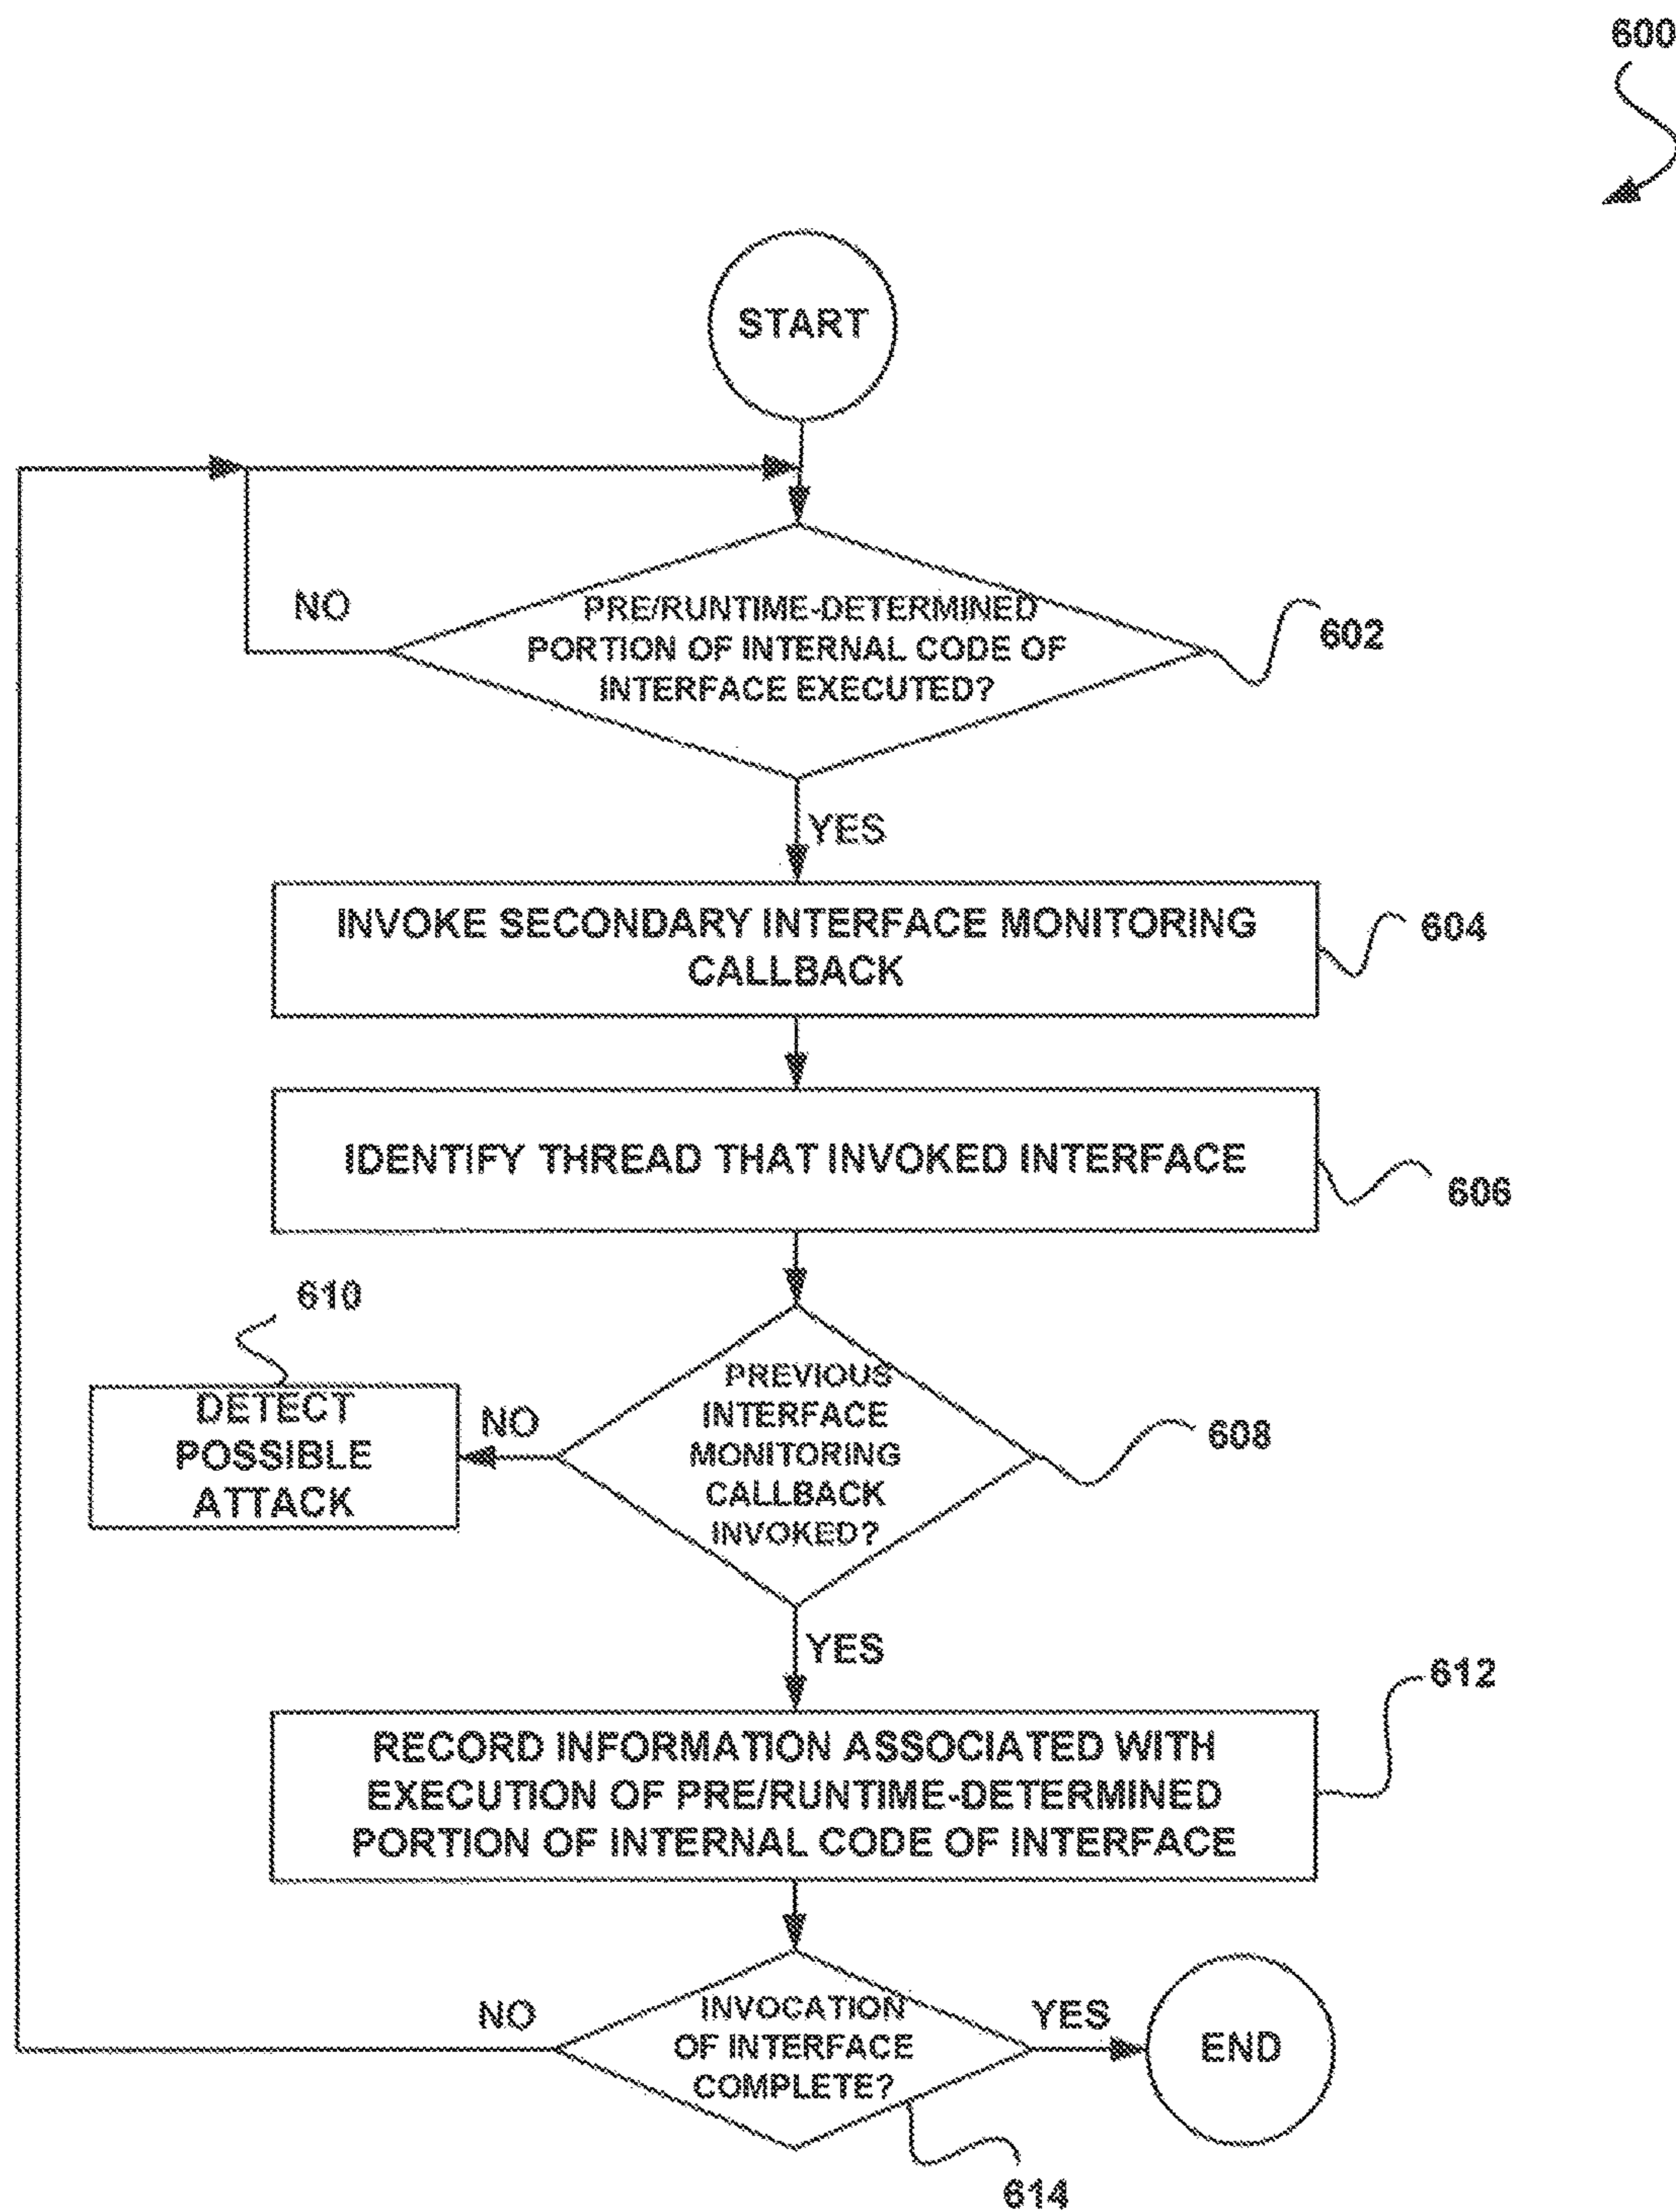 600
START
NO
PRE/RUNTIME-DETERMINED
PORTION OF INTERNAL CODE OF
INTERFACE EXECUTED?
602
YES
INVOKE SECONDARY INTERFACE MONITORING
CALLBACK
604
IDENTIFY THREAD THAT INVOKED INTERFACE
606
610
DETECT
POSSIBLE
ATTACK
NO
PREVIOUS
INTERFACE
MONITORING
CALLBACK
INVOKED?
608
YES
612
RECORD INFORMATION ASSOCIATED WITH
EXECUTION OF PRE/RUNTIME-DETERMINED
PORTION OF INTERNAL CODE OF INTERFACE
NO
INVOCATION
OF INTERFACE
COMPLETE?
YES
END
614